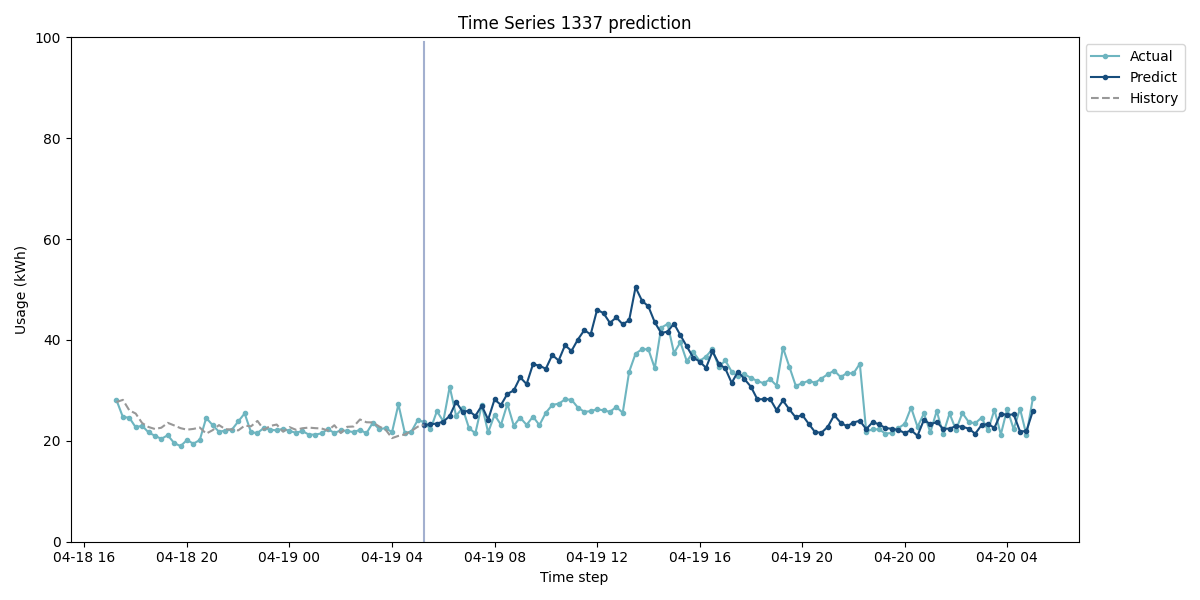 Time Series 1337 prediction
Usage (kWh)
100
80
60
40
20
0
04-18 16 04-18 20 04-19 00 04-19 04 04-19 08 04-19 12 04-19 16 04-19 20 04-20 00 04-20 04
Time step
Actual
Predict
History